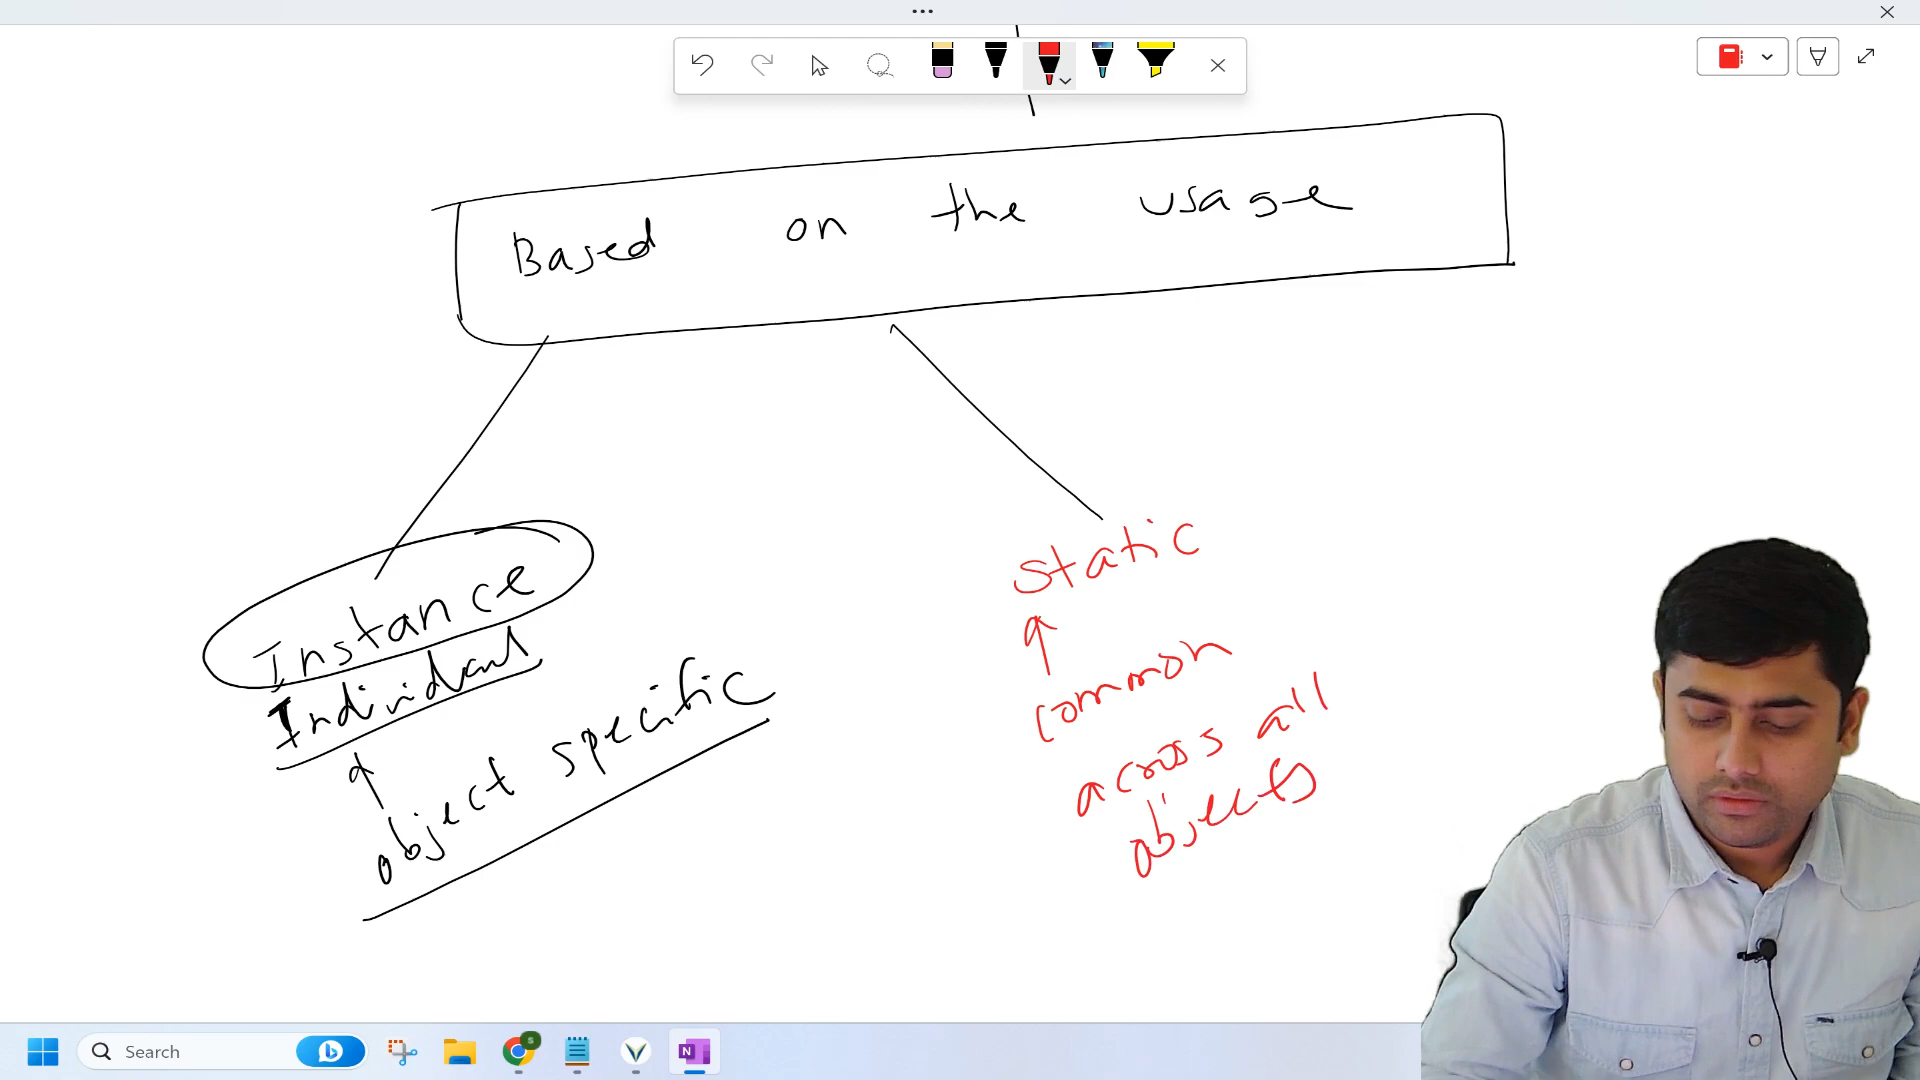 Based on the usage
Instance
Individual
object specific
static
common
across all
objects
Search